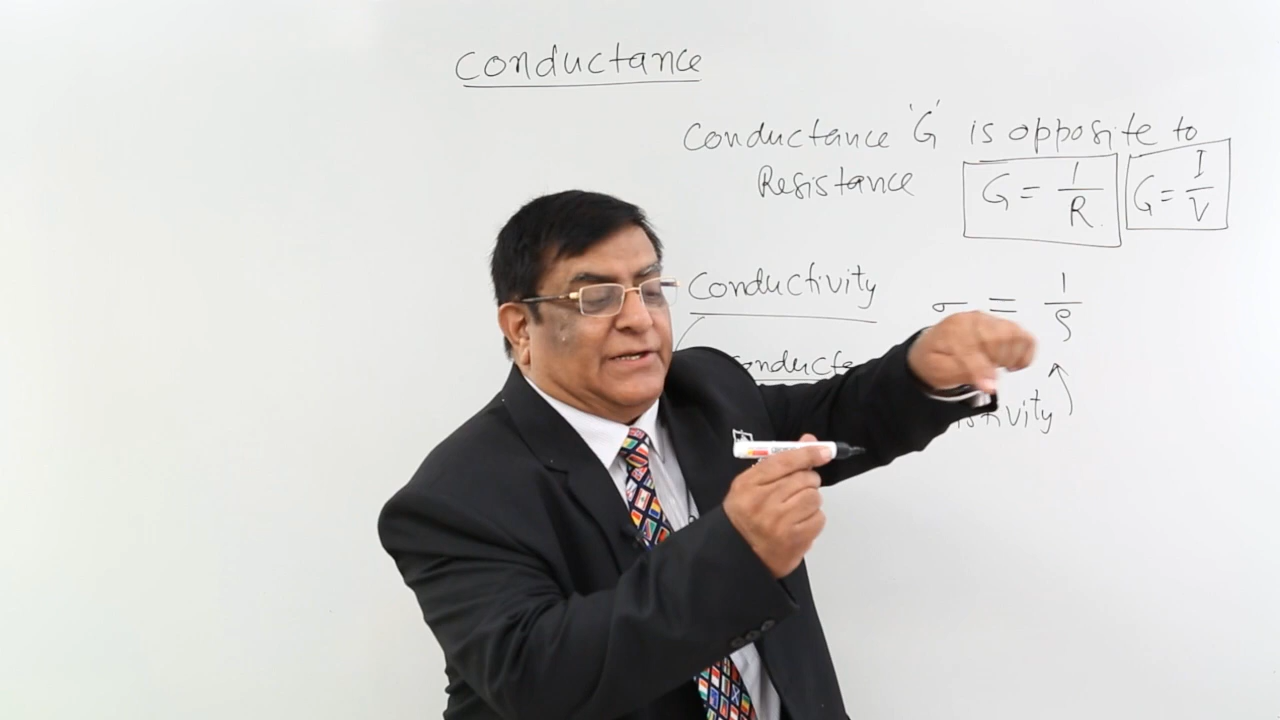 Conductance
Conductance 'G' is opposite to
Resistance G = 1/R G = I/V
Conductivity σ = 1/ρ